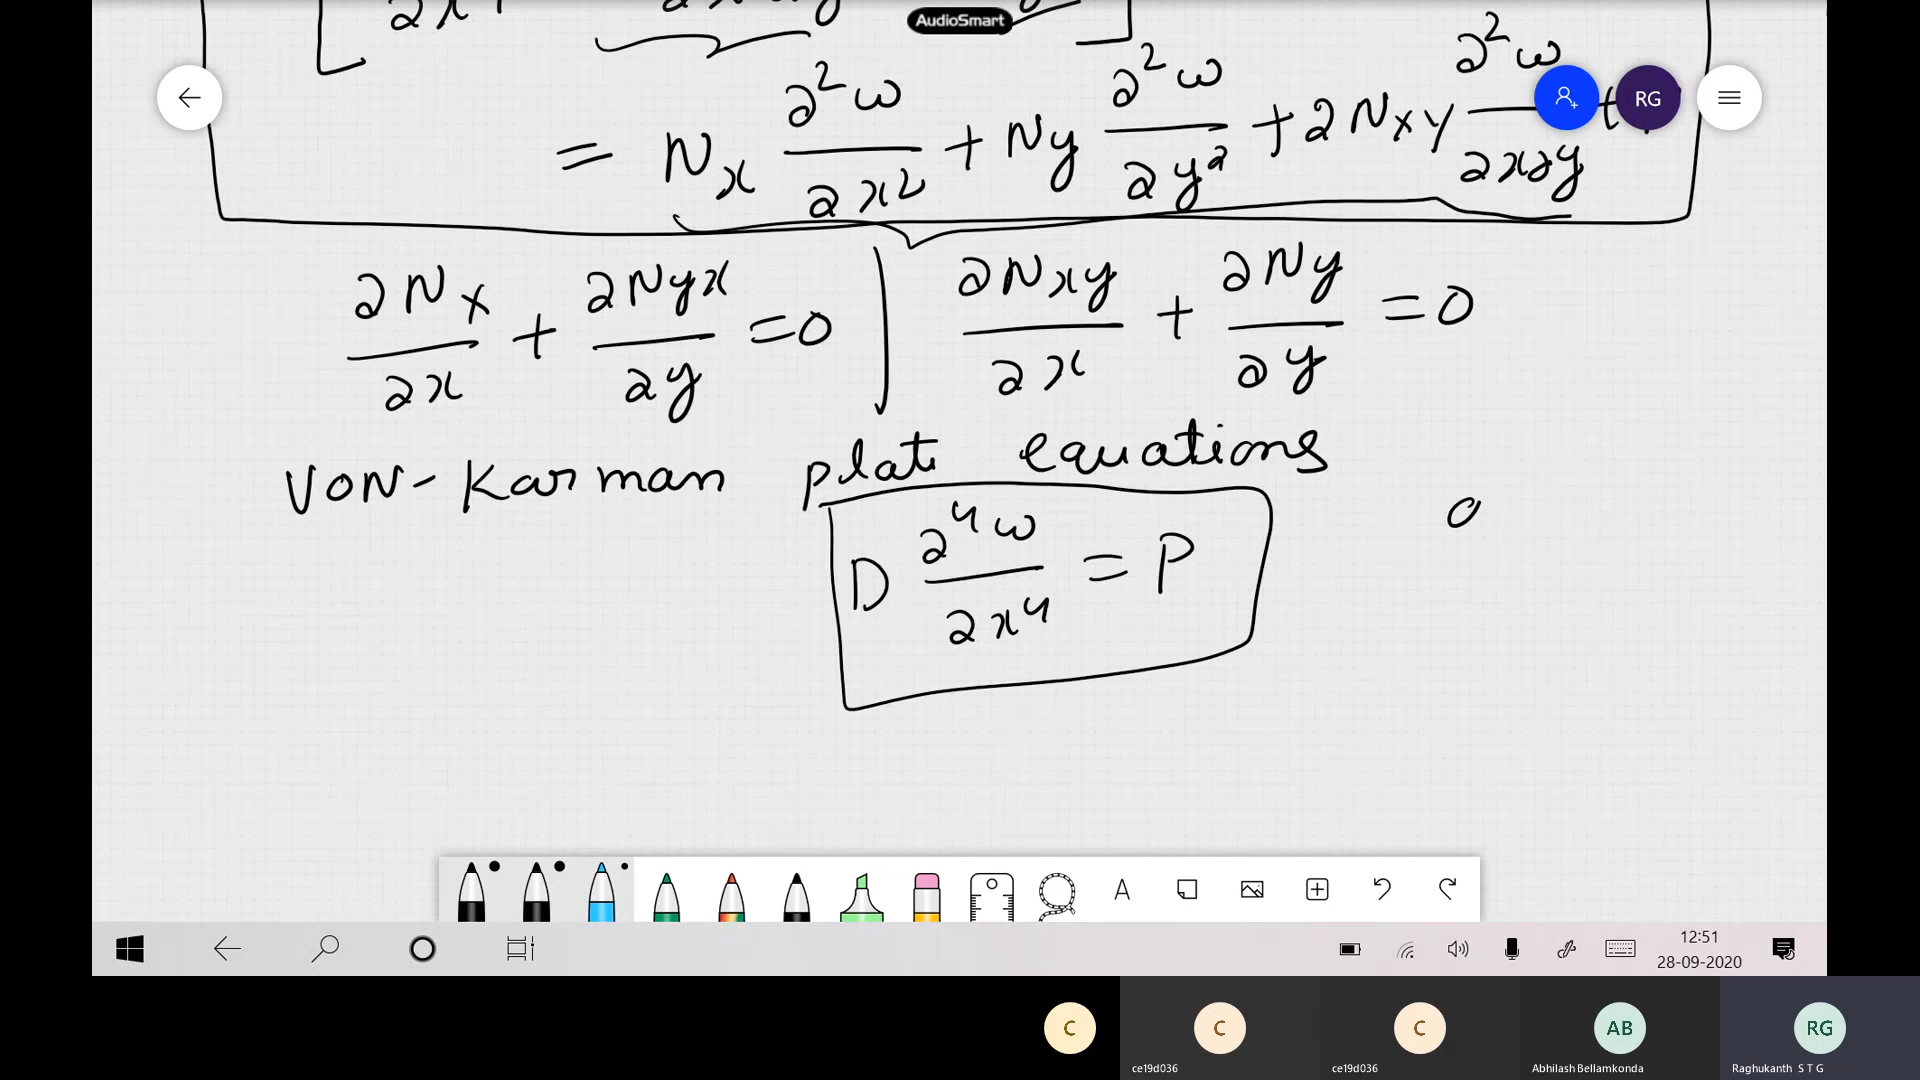 AudioSmart
= Nx ∂²ω/∂x² + Ny ∂²ω/∂y² + 2Nxy ∂²ω/∂x∂y
RG
∂Nx/∂x + ∂Nyx/∂y = 0 | ∂Nxy/∂x + ∂Ny/∂y = 0
VON-Karman plate equations
D ∂⁴ω/∂x⁴ = P
A
12:51
28-09-2020
C
C
C
AB
RG
ce19d036
ce19d036
Abhilash Bellamkonda
Raghukanth S T G